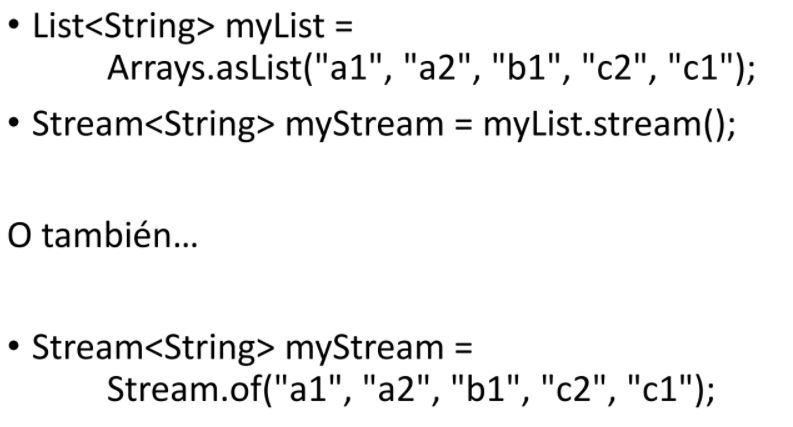 • List<String> myList =
Arrays.asList("a1", "a2", "b1", "c2", "c1");
• Stream<String> myStream = myList.stream();
O también...
• Stream<String> myStream =
Stream.of("a1", "a2", "b1", "c2", "c1");